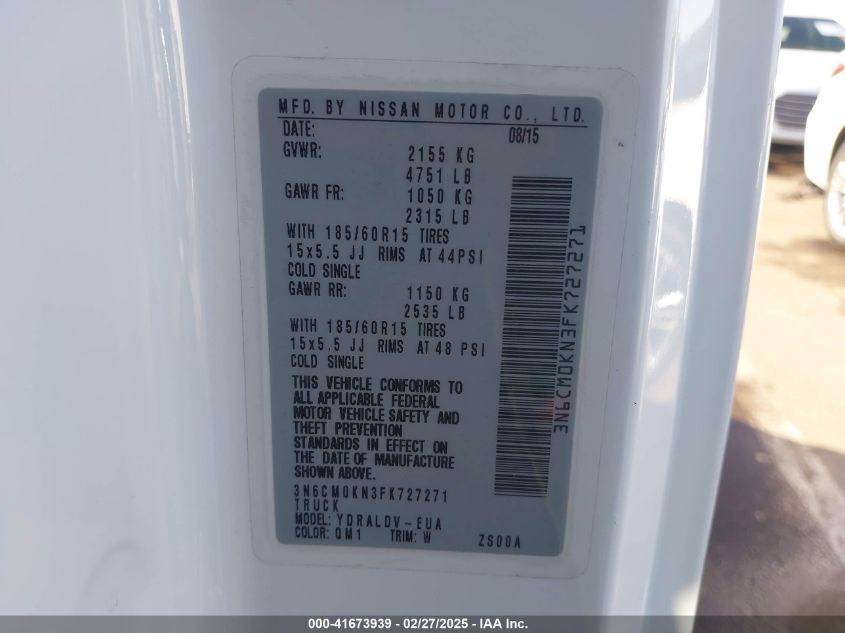 MFD. BY NISSAN MOTOR CO., LTD.
DATE: 08/15
GVWR: 2155 KG
4751 LB
GAWR FR: 1050 KG
2315 LB
WITH 185/60R15 TIRES
15x5.5 JJ RIMS AT 44PSI
COLD SINGLE
GAWR RR: 1150 KG
2535 LB
WITH 185/60R15 TIRES
15x5.5 JJ RIMS AT 48 PSI
COLD SINGLE
THIS VEHICLE CONFORMS TO
ALL APPLICABLE FEDERAL
MOTOR VEHICLE SAFETY AND
THEFT PREVENTION
STANDARDS IN EFFECT ON
THE DATE OF MANUFACTURE
SHOWN ABOVE.
3N6CM0KN3FK727271
TRUCK
MODEL: YDRALDV-EUA
COLOR: QM1 TRIM: W ZS00A
3N6CM0KN3FK727271
000-41673939 - 02/27/2025 - IAA Inc.